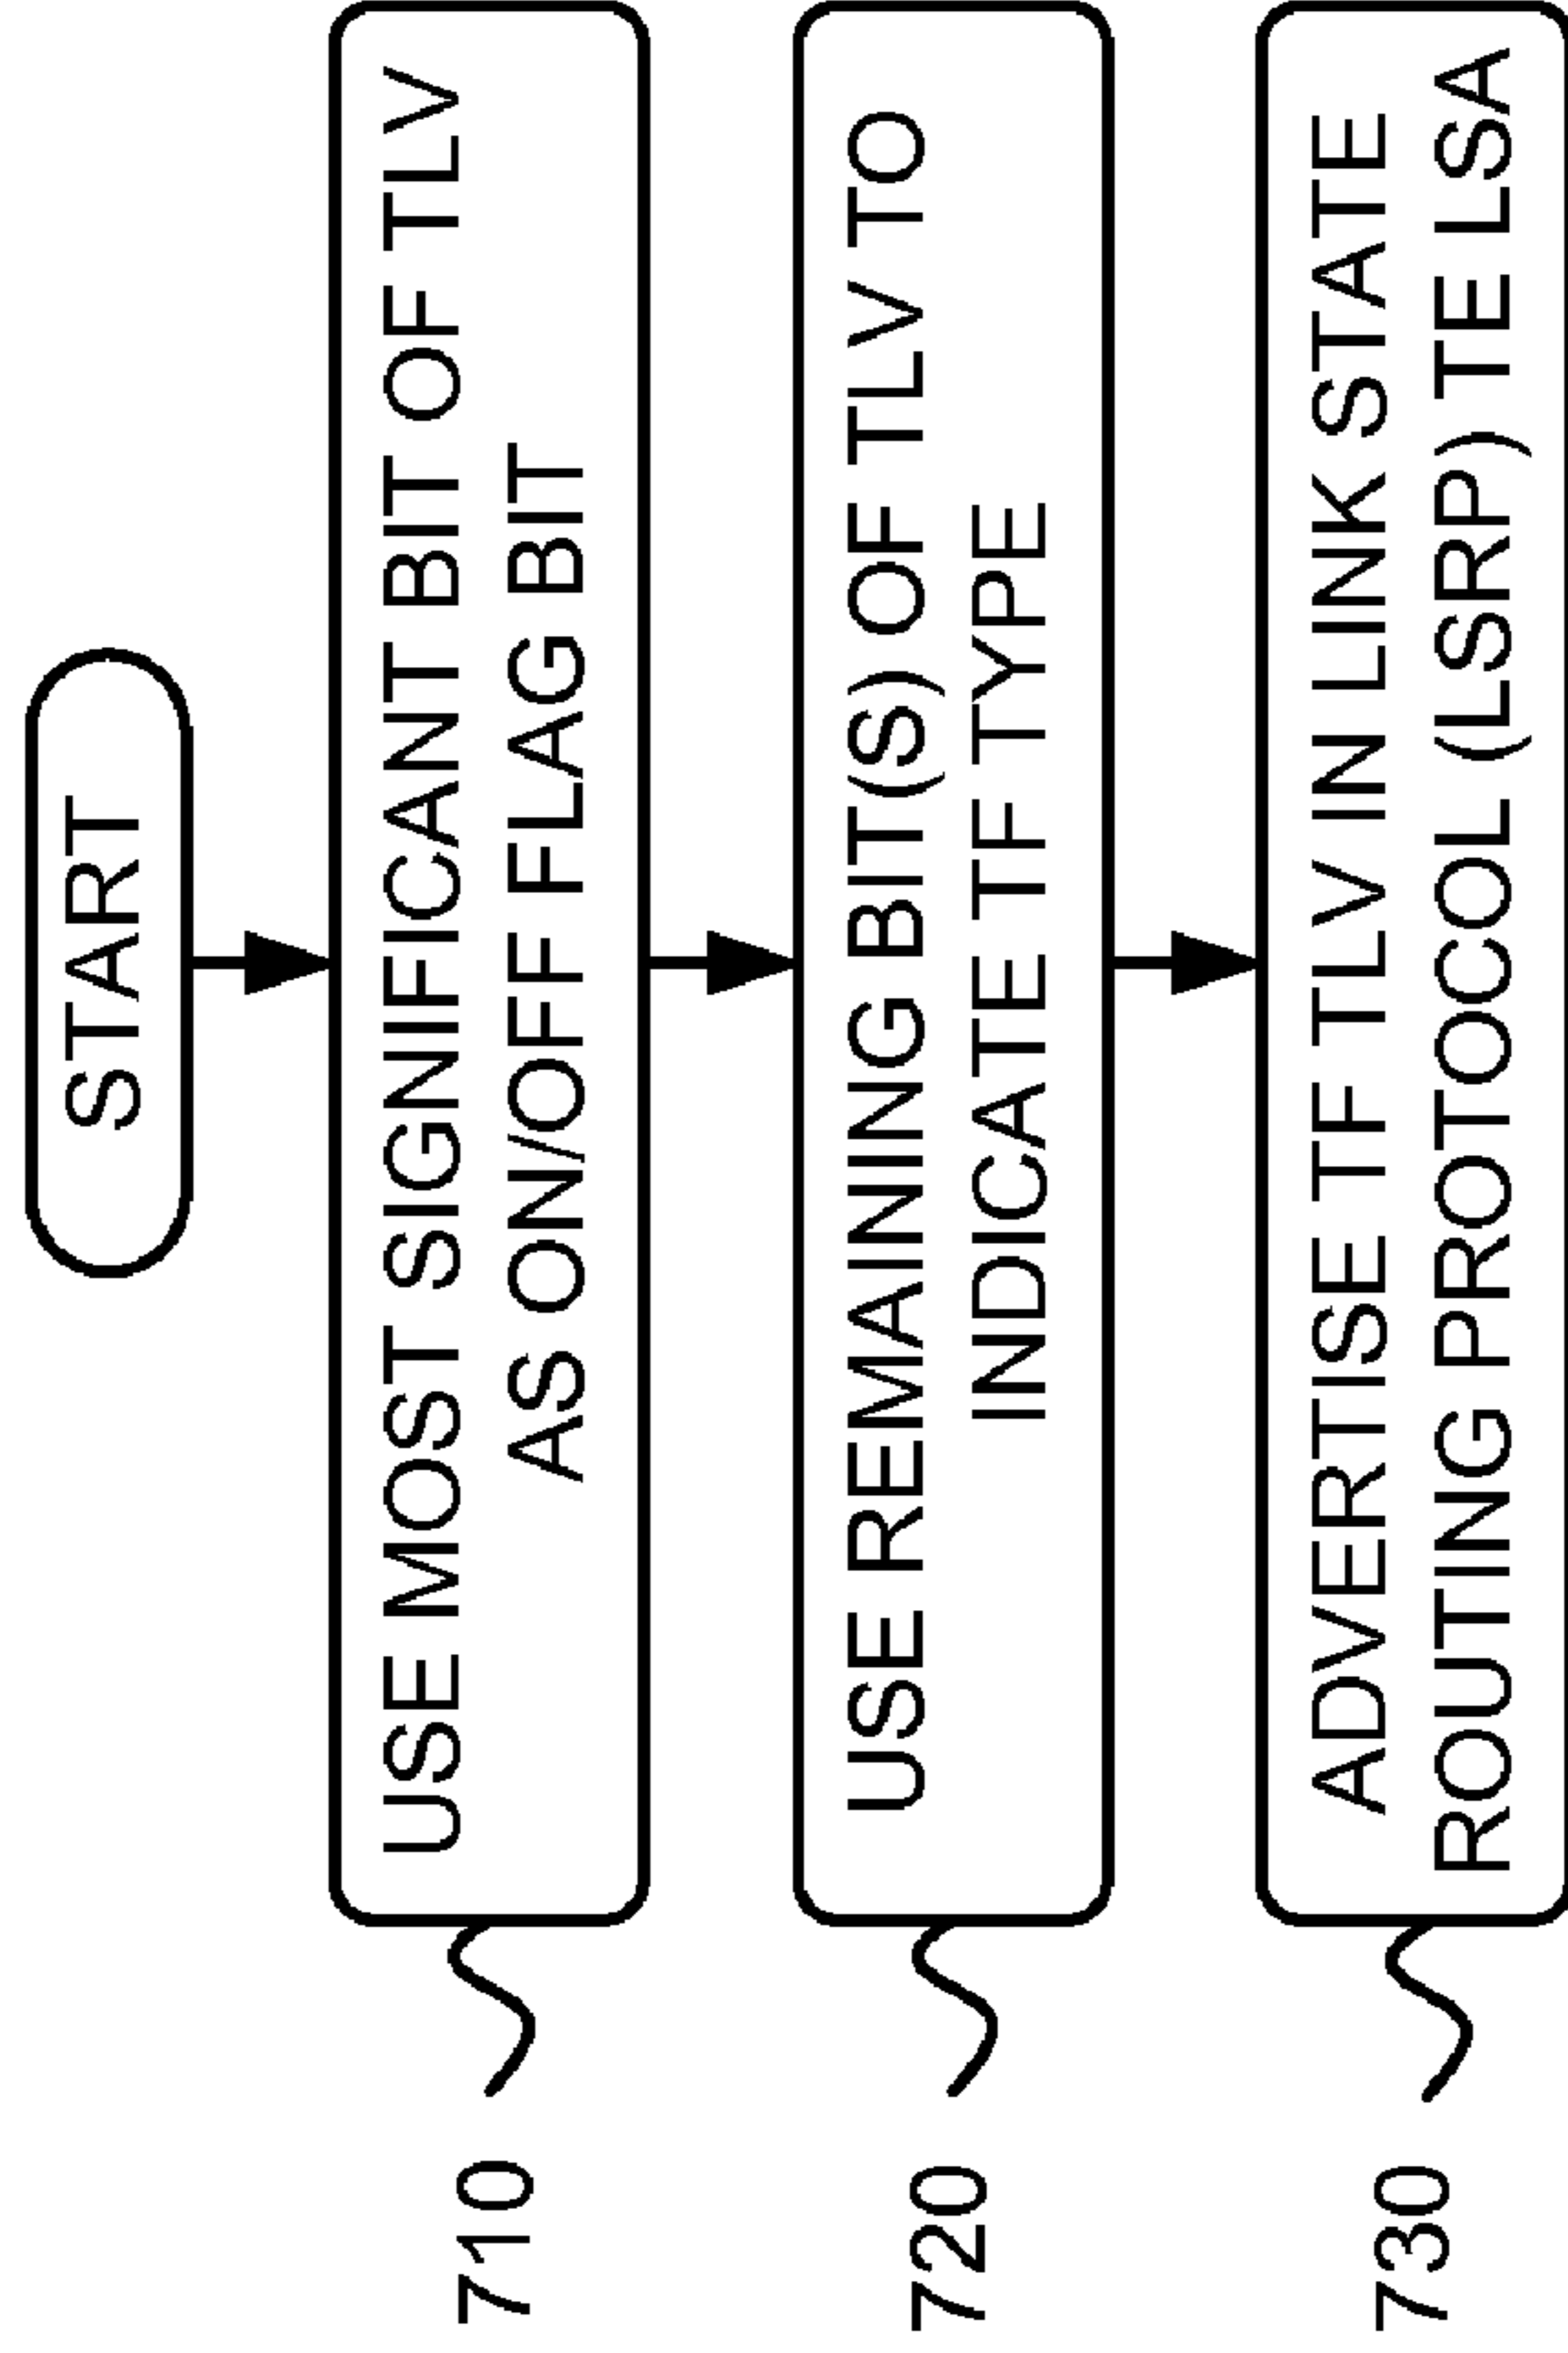 START
USE MOST SIGNIFICANT BIT OF TLV
AS ON/OFF FLAG BIT
710
USE REMAINING BIT(S) OF TLV TO
INDICATE TF TYPE
720
ADVERTISE TF TLV IN LINK STATE
ROUTING PROTOCOL (LSRP) TE LSA
730